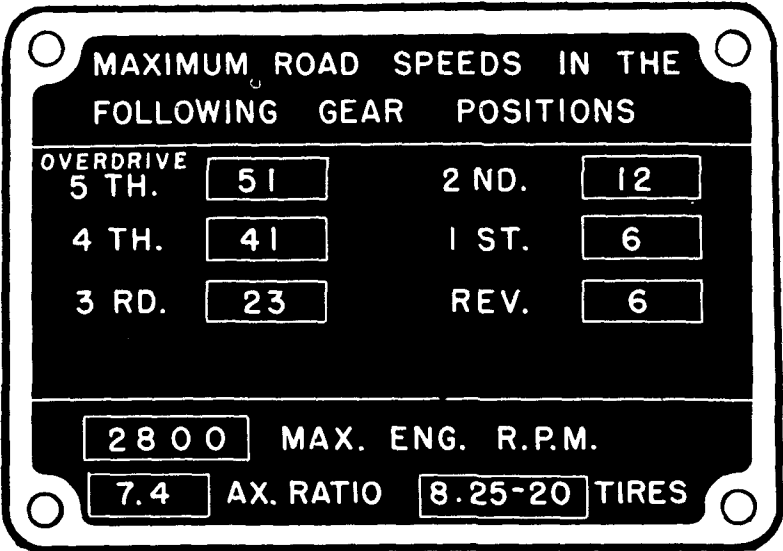 MAXIMUM ROAD SPEEDS IN THE
FOLLOWING GEAR POSITIONS
OVERDRIVE
5 TH. 51 2 ND. 12
4 TH. 41 1 ST. 6
3 RD. 23 REV. 6
2800 MAX. ENG. R.P.M.
7.4 AX. RATIO 8.25-20 TIRES